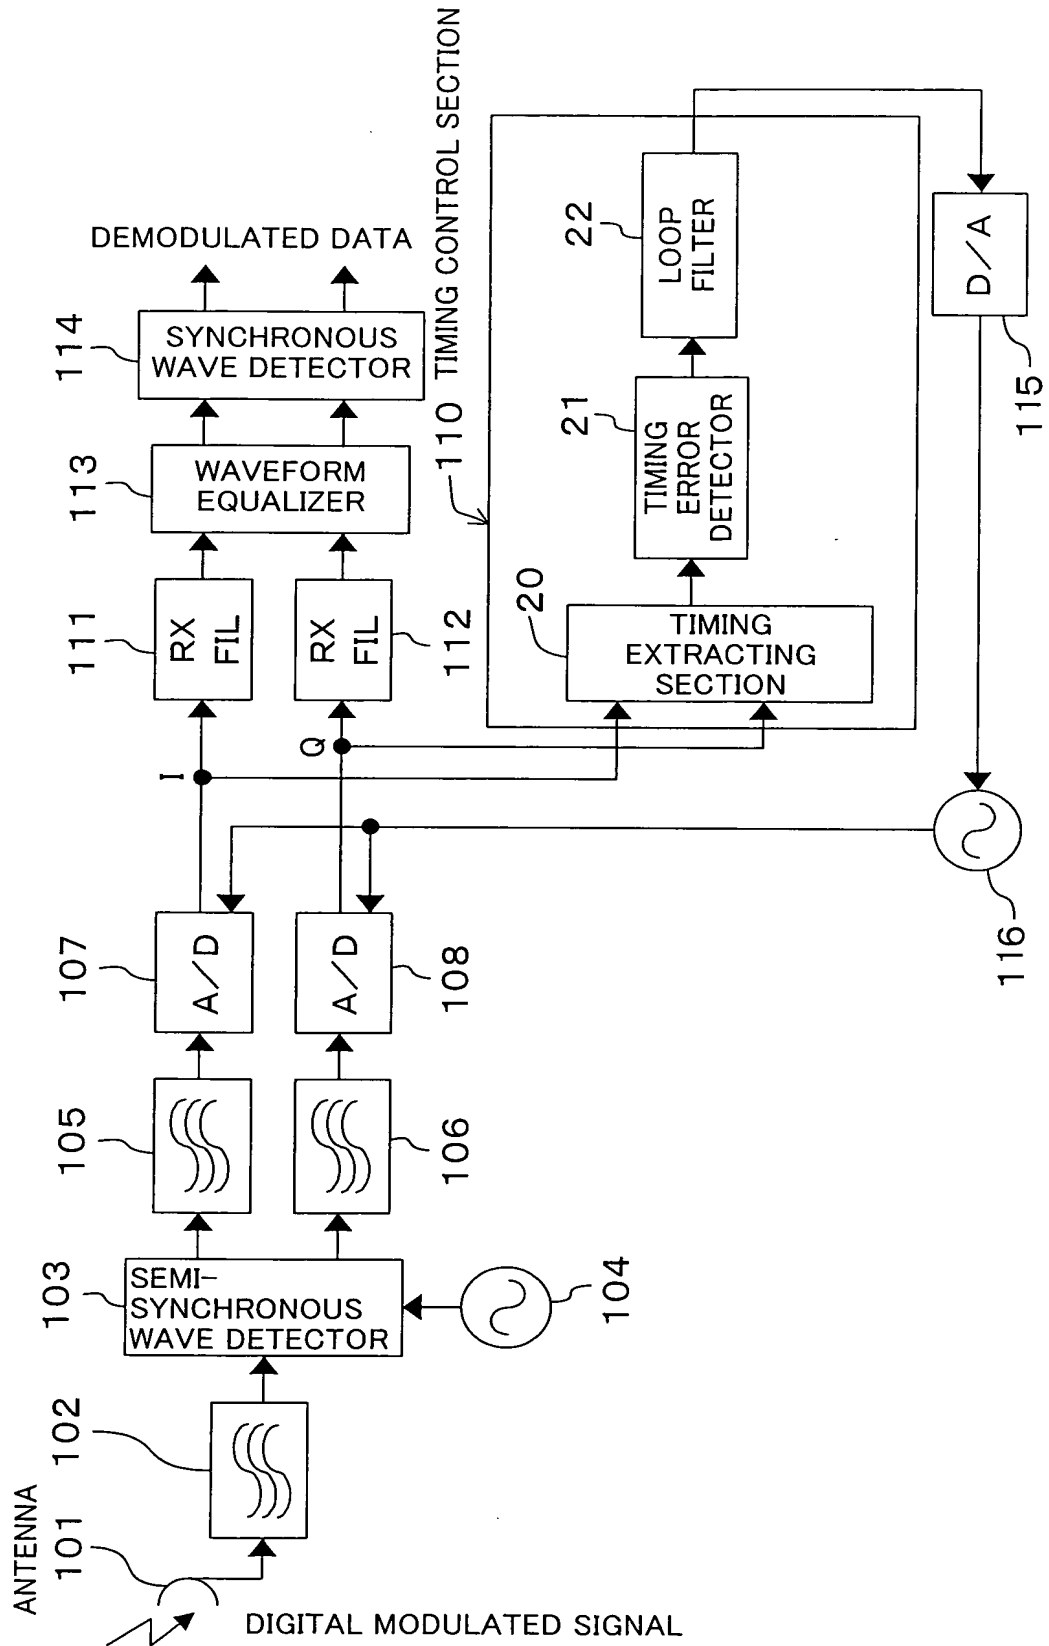 ANTENNA
101
DIGITAL MODULATED SIGNAL
102
103
SEMI-
SYNCHRONOUS
WAVE DETECTOR
104
105
106
107
A/D
108
A/D
I
Q
111
RX
FIL
112
RX
FIL
113
WAVEFORM
EQUALIZER
114
SYNCHRONOUS
WAVE DETECTOR
DEMODULATED DATA
110 TIMING CONTROL SECTION
20
TIMING
EXTRACTING
SECTION
21
TIMING
ERROR
DETECTOR
22
LOOP
FILTER
D/A
115
116